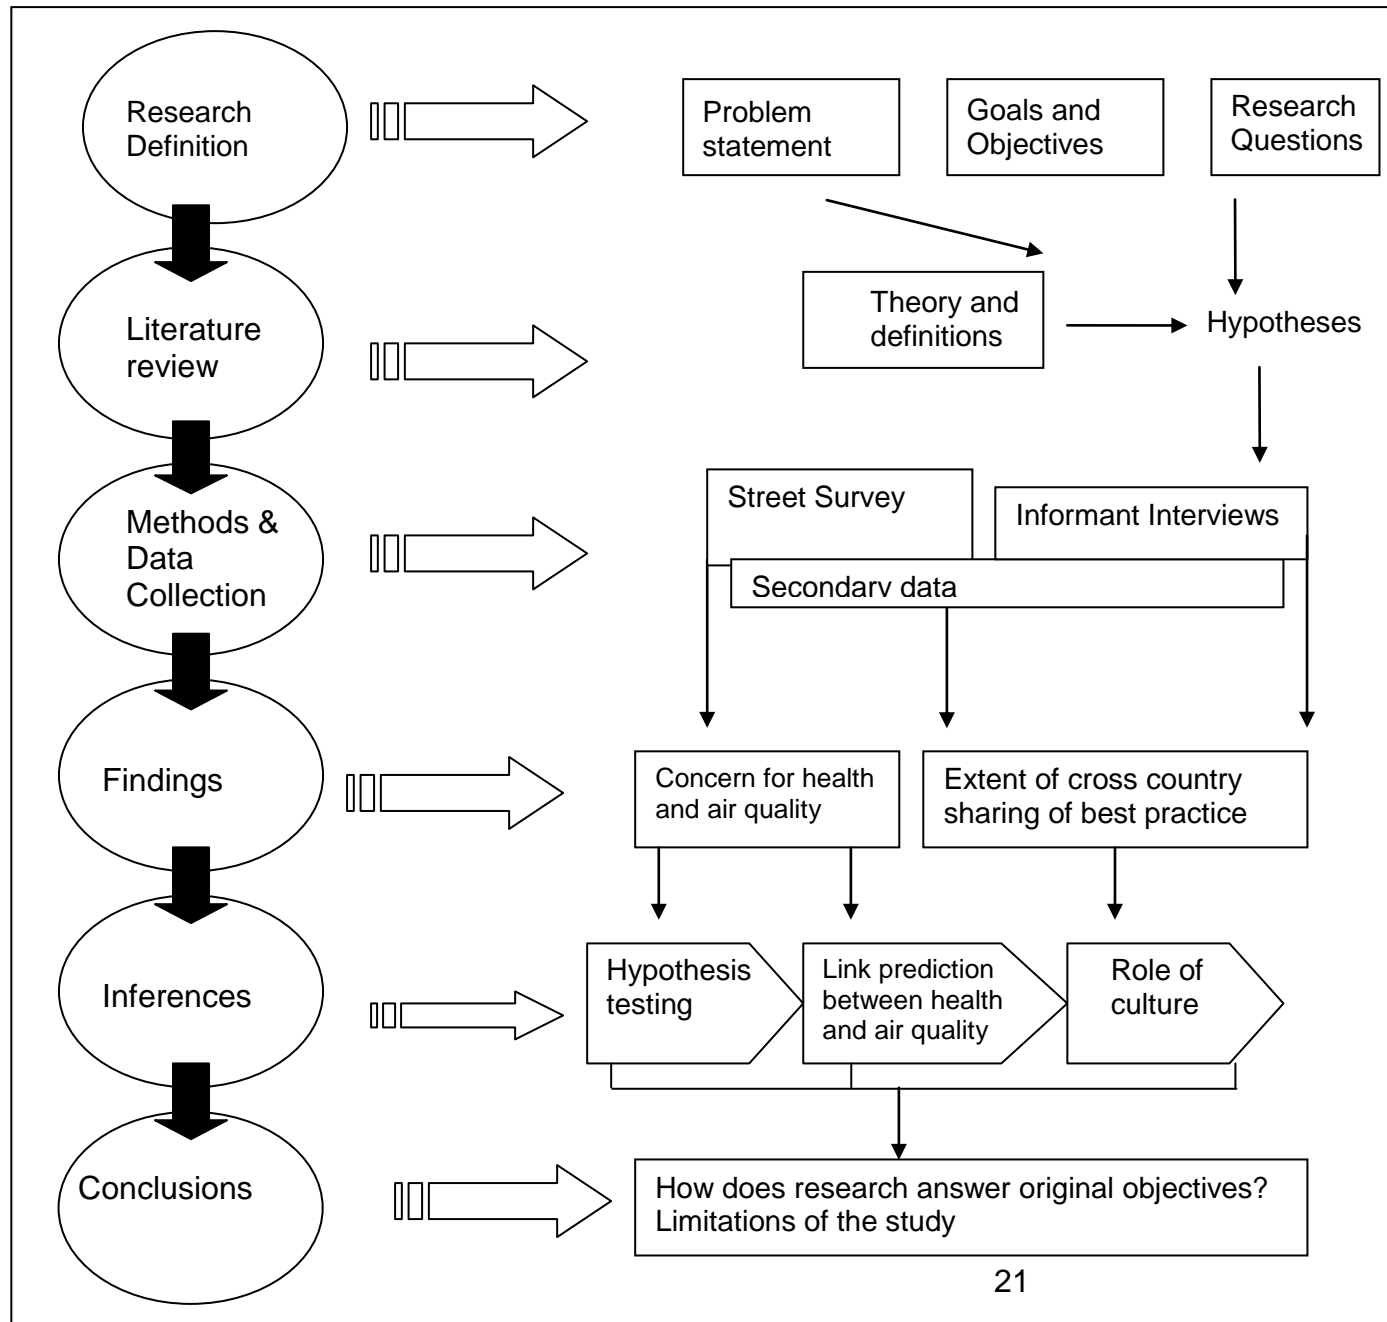 Research
Definition
Problem
statement
Goals and
Objectives
Research
Questions
Literature
review
Theory and
definitions
Hypotheses
Methods &
Data
Collection
Street Survey
Informant Interviews
Secondary data
Findings
Concern for health
and air quality
Extent of cross country
sharing of best practice
Inferences
Hypothesis
testing
Link prediction
between health
and air quality
Role of
culture
Conclusions
How does research answer original objectives?
Limitations of the study
21